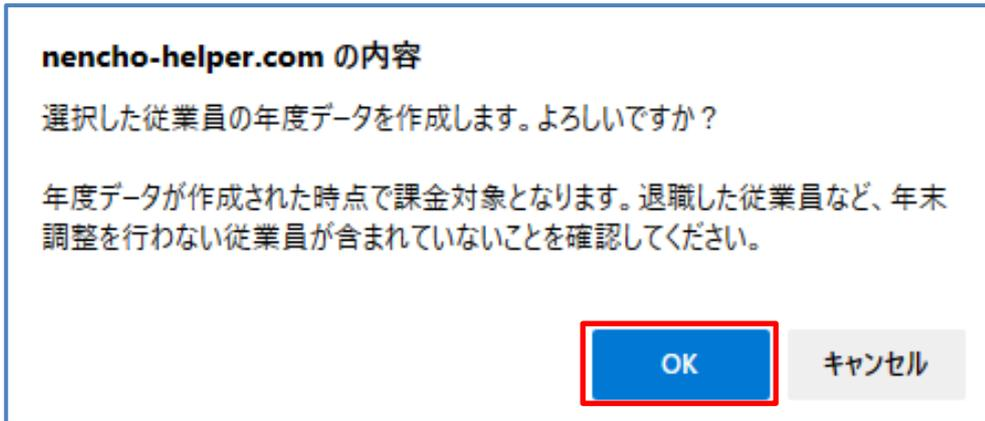 nencho-helper.com の内容
選択した従業員の年度データを作成します。よろしいですか？
年度データが作成された時点で課金対象となります。退職した従業員など、年末
調整を行わない従業員が含まれていないことを確認してください。
OK
キャンセル